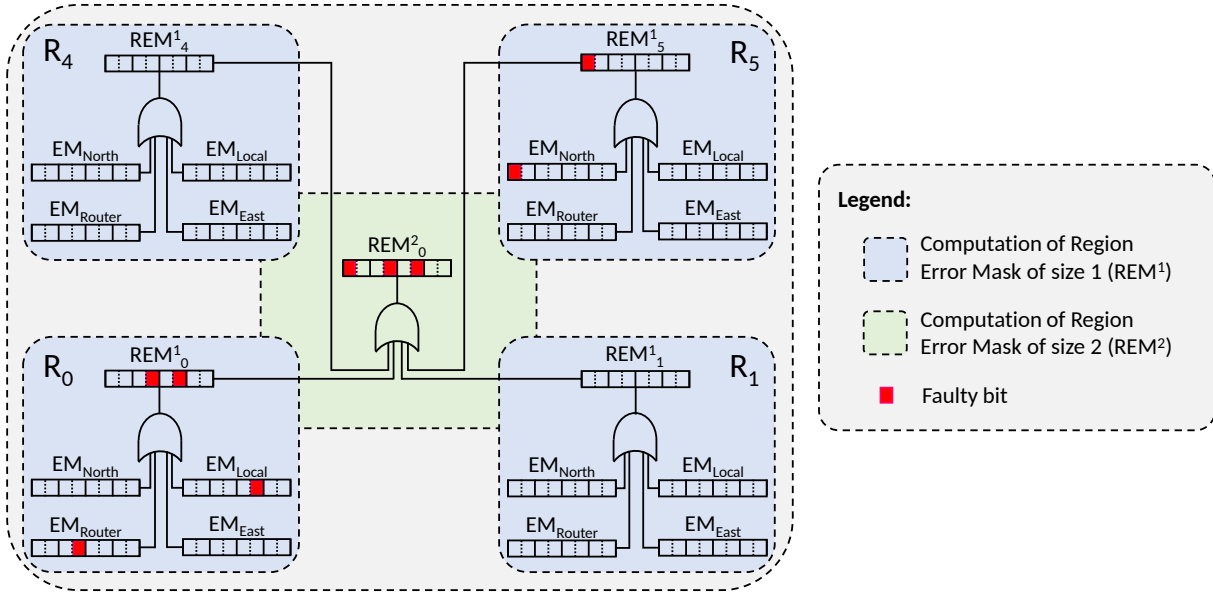 R4
REM¹4
EMNorth
EMLocal
EMRouter
EMEast
REM¹5
R5
EMNorth
EMLocal
EMRouter
EMEast
REM²0
R0
REM¹0
EMNorth
EMLocal
EMRouter
EMEast
REM¹1
R1
EMNorth
EMLocal
EMRouter
EMEast
Legend:
Computation of Region
Error Mask of size 1 (REM¹)
Computation of Region
Error Mask of size 2 (REM²)
Faulty bit